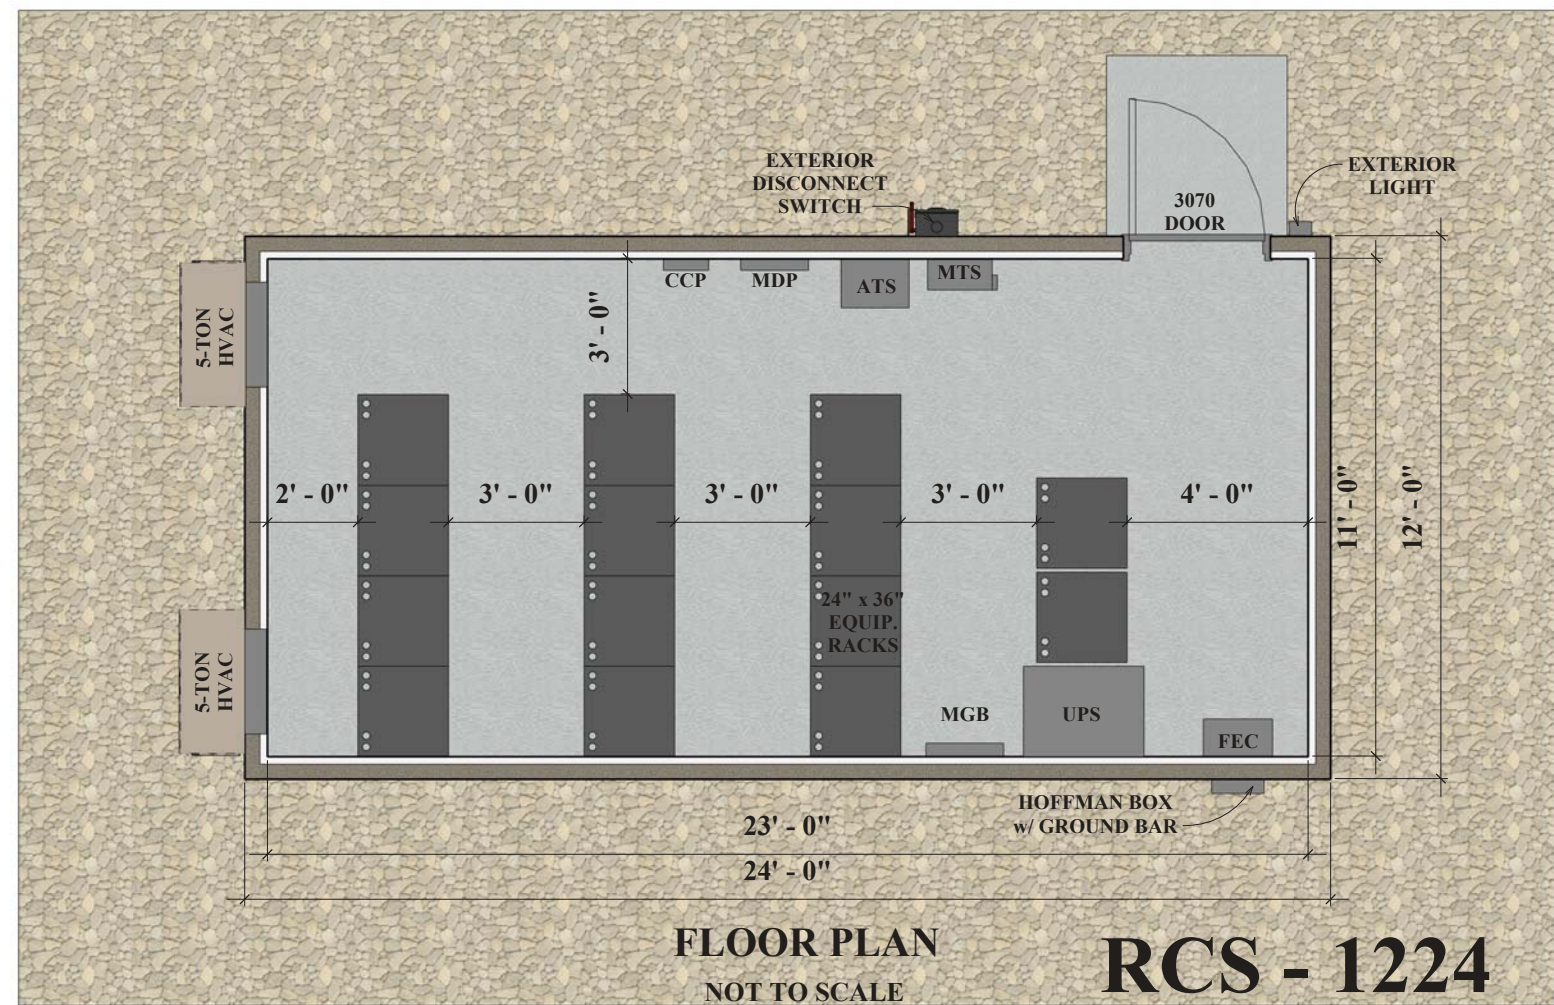 EXTERIOR
DISCONNECT
SWITCH
3070
DOOR
EXTERIOR
LIGHT
5-TON
HVAC
CCP
MDP
ATS
MTS
3' - 0"
2' - 0"
3' - 0"
3' - 0"
3' - 0"
4' - 0"
11' - 0"
12' - 0"
24" x 36"
EQUIP.
RACKS
5-TON
HVAC
MGB
UPS
FEC
HOFFMAN BOX
w/ GROUND BAR
23' - 0"
24' - 0"
FLOOR PLAN
NOT TO SCALE
RCS - 1224